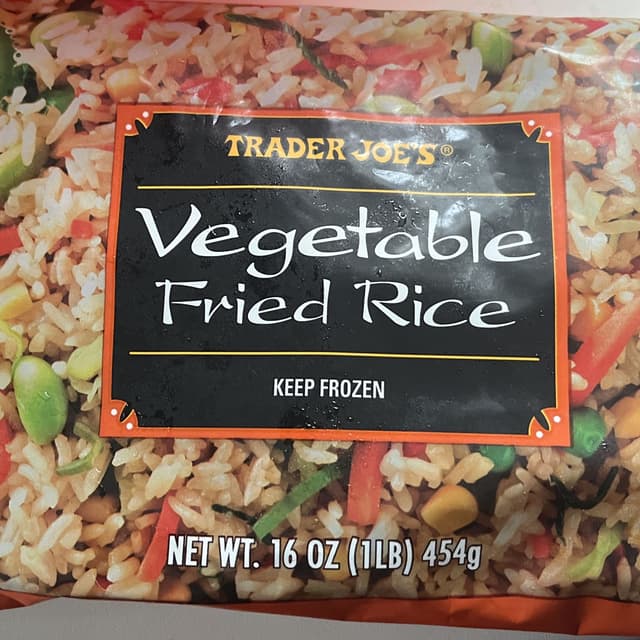 TRADER JOE'S®
Vegetable
Fried Rice
KEEP FROZEN
NET WT. 16 OZ (1LB) 454g